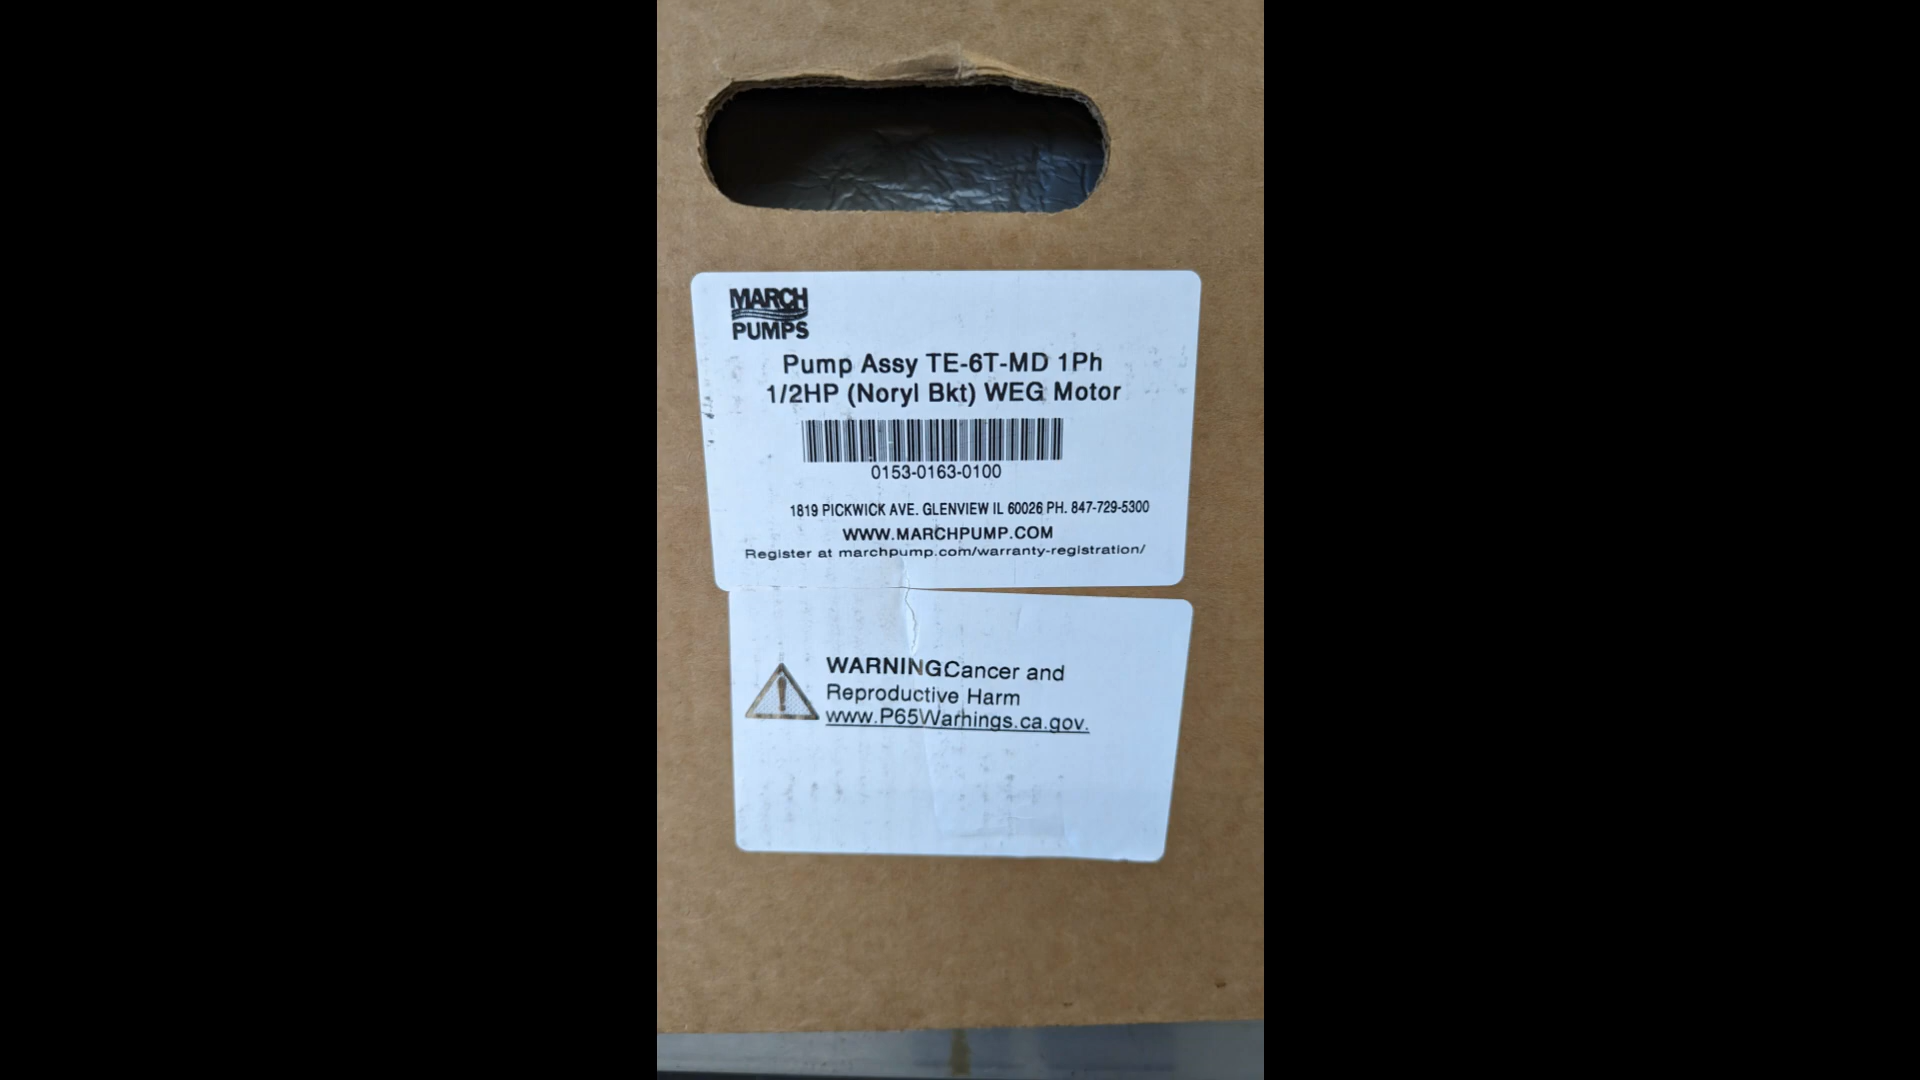 MARCH
PUMPS
Pump Assy TE-6T-MD 1Ph
1/2HP (Noryl Bkt) WEG Motor
0153-0163-0100
1819 PICKWICK AVE. GLENVIEW IL 60026 PH. 847-729-5300
WWW.MARCHPUMP.COM
Register at marchpump.com/warranty-registration/
WARNINGCancer and
Reproductive Harm
www.P65Warnings.ca.gov.